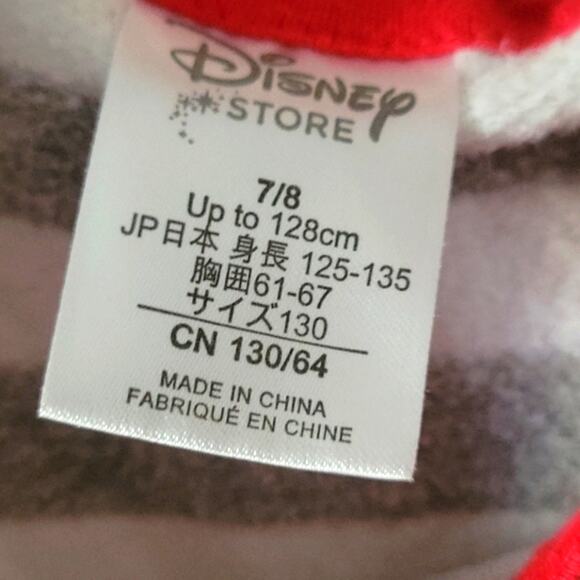 Disney
STORE
7/8
Up to 128cm
JP日本 身長 125-135
胸囲61-67
サイズ130
CN 130/64
MADE IN CHINA
FABRIQUÉ EN CHINE